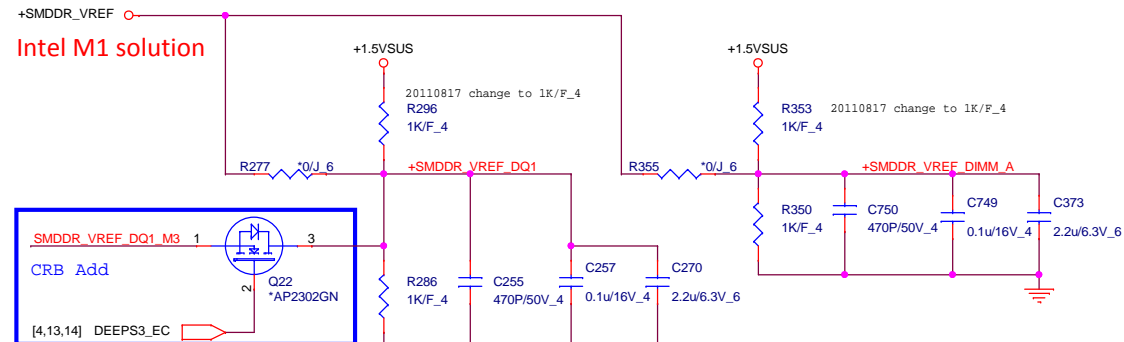 +SMDDR_VREF
Intel M1 solution
+1.5VSUS
+1.5VSUS
20110817 change to 1K/F_4
R296
1K/F_4
R353
20110817 change to 1K/F_4
1K/F_4
R277
*0/J_6
+SMDDR_VREF_DQ1
R355
*0/J_6
+SMDDR_VREF_DIMM_A
R350
1K/F_4
C750
470P/50V_4
C749
0.1u/16V_4
C373
2.2u/6.3V_6
SMDDR_VREF_DQ1_M3
1
3
CRB Add
2
Q22
*AP2302GN
R286
1K/F_4
C255
470P/50V_4
C257
0.1u/16V_4
C270
2.2u/6.3V_6
[4,13,14] DEEPS3_EC